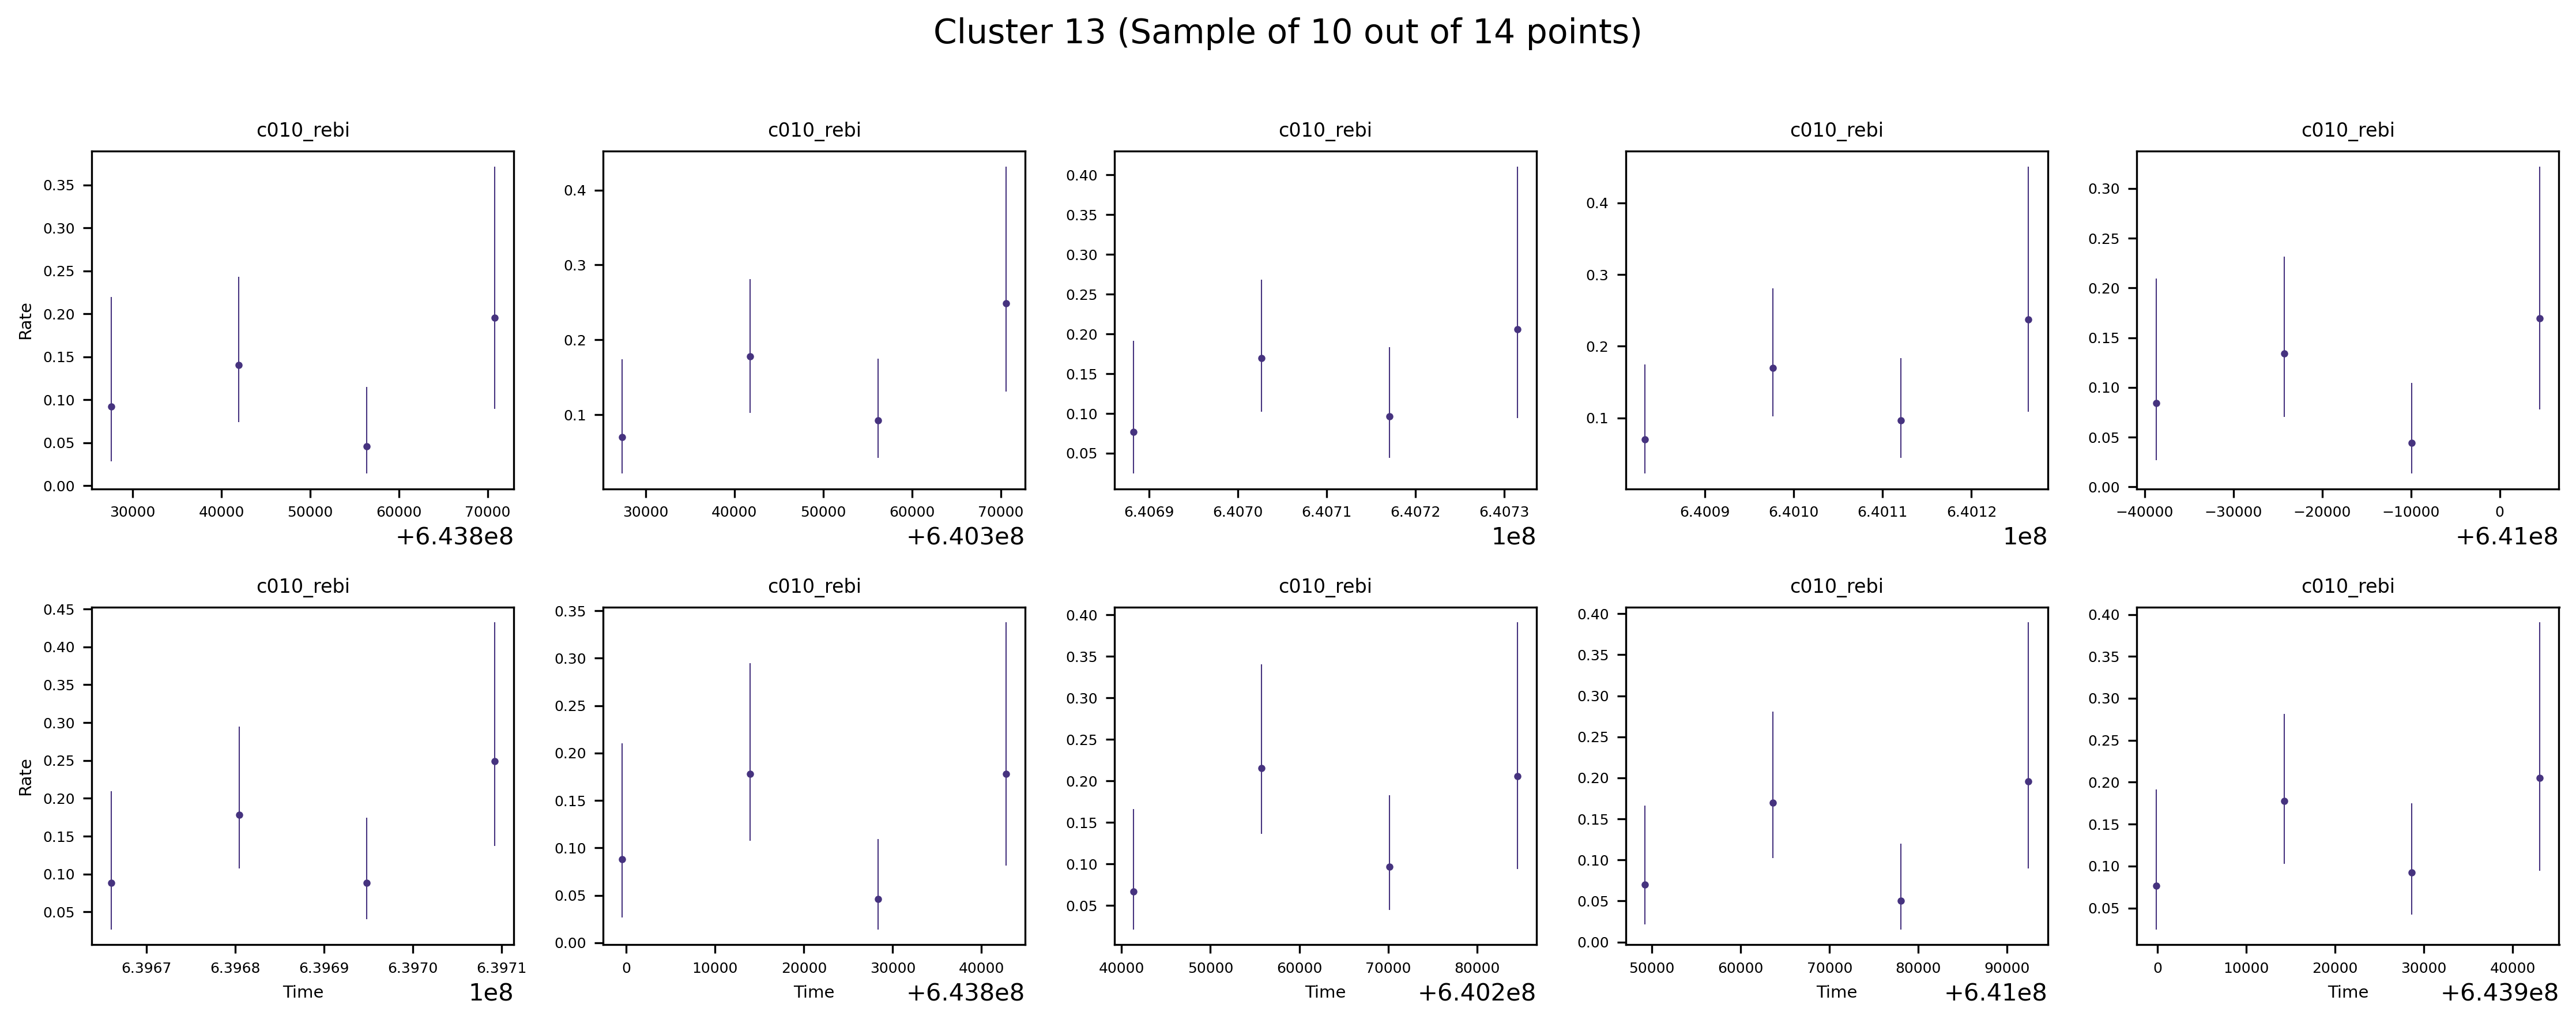 Cluster 13 (Sample of 10 out of 14 points)
c010_rebi c010_rebi c010_rebi c010_rebi c010_rebi
Rate
0.35
0.30
0.25
0.20
0.15
0.10
0.05
0.00
30000 40000 50000 60000 70000
+6.438e8
0.4
0.3
0.2
0.1
30000 40000 50000 60000 70000
+6.403e8
0.40
0.35
0.30
0.25
0.20
0.15
0.10
0.05
6.4069 6.4070 6.4071 6.4072 6.4073
1e8
0.4
0.3
0.2
0.1
6.4009 6.4010 6.4011 6.4012
1e8
0.30
0.25
0.20
0.15
0.10
0.05
0.00
−40000 −30000 −20000 −10000 0
+6.41e8
c010_rebi c010_rebi c010_rebi c010_rebi c010_rebi
Rate
0.45
0.40
0.35
0.30
0.25
0.20
0.15
0.10
0.05
6.3967 6.3968 6.3969 6.3970 6.3971
Time 1e8
0.35
0.30
0.25
0.20
0.15
0.10
0.05
0.00
0 10000 20000 30000 40000
Time +6.438e8
0.40
0.35
0.30
0.25
0.20
0.15
0.10
0.05
40000 50000 60000 70000 80000
Time +6.402e8
0.40
0.35
0.30
0.25
0.20
0.15
0.10
0.05
0.00
50000 60000 70000 80000 90000
Time +6.41e8
0.40
0.35
0.30
0.25
0.20
0.15
0.10
0.05
0 10000 20000 30000 40000
Time +6.439e8